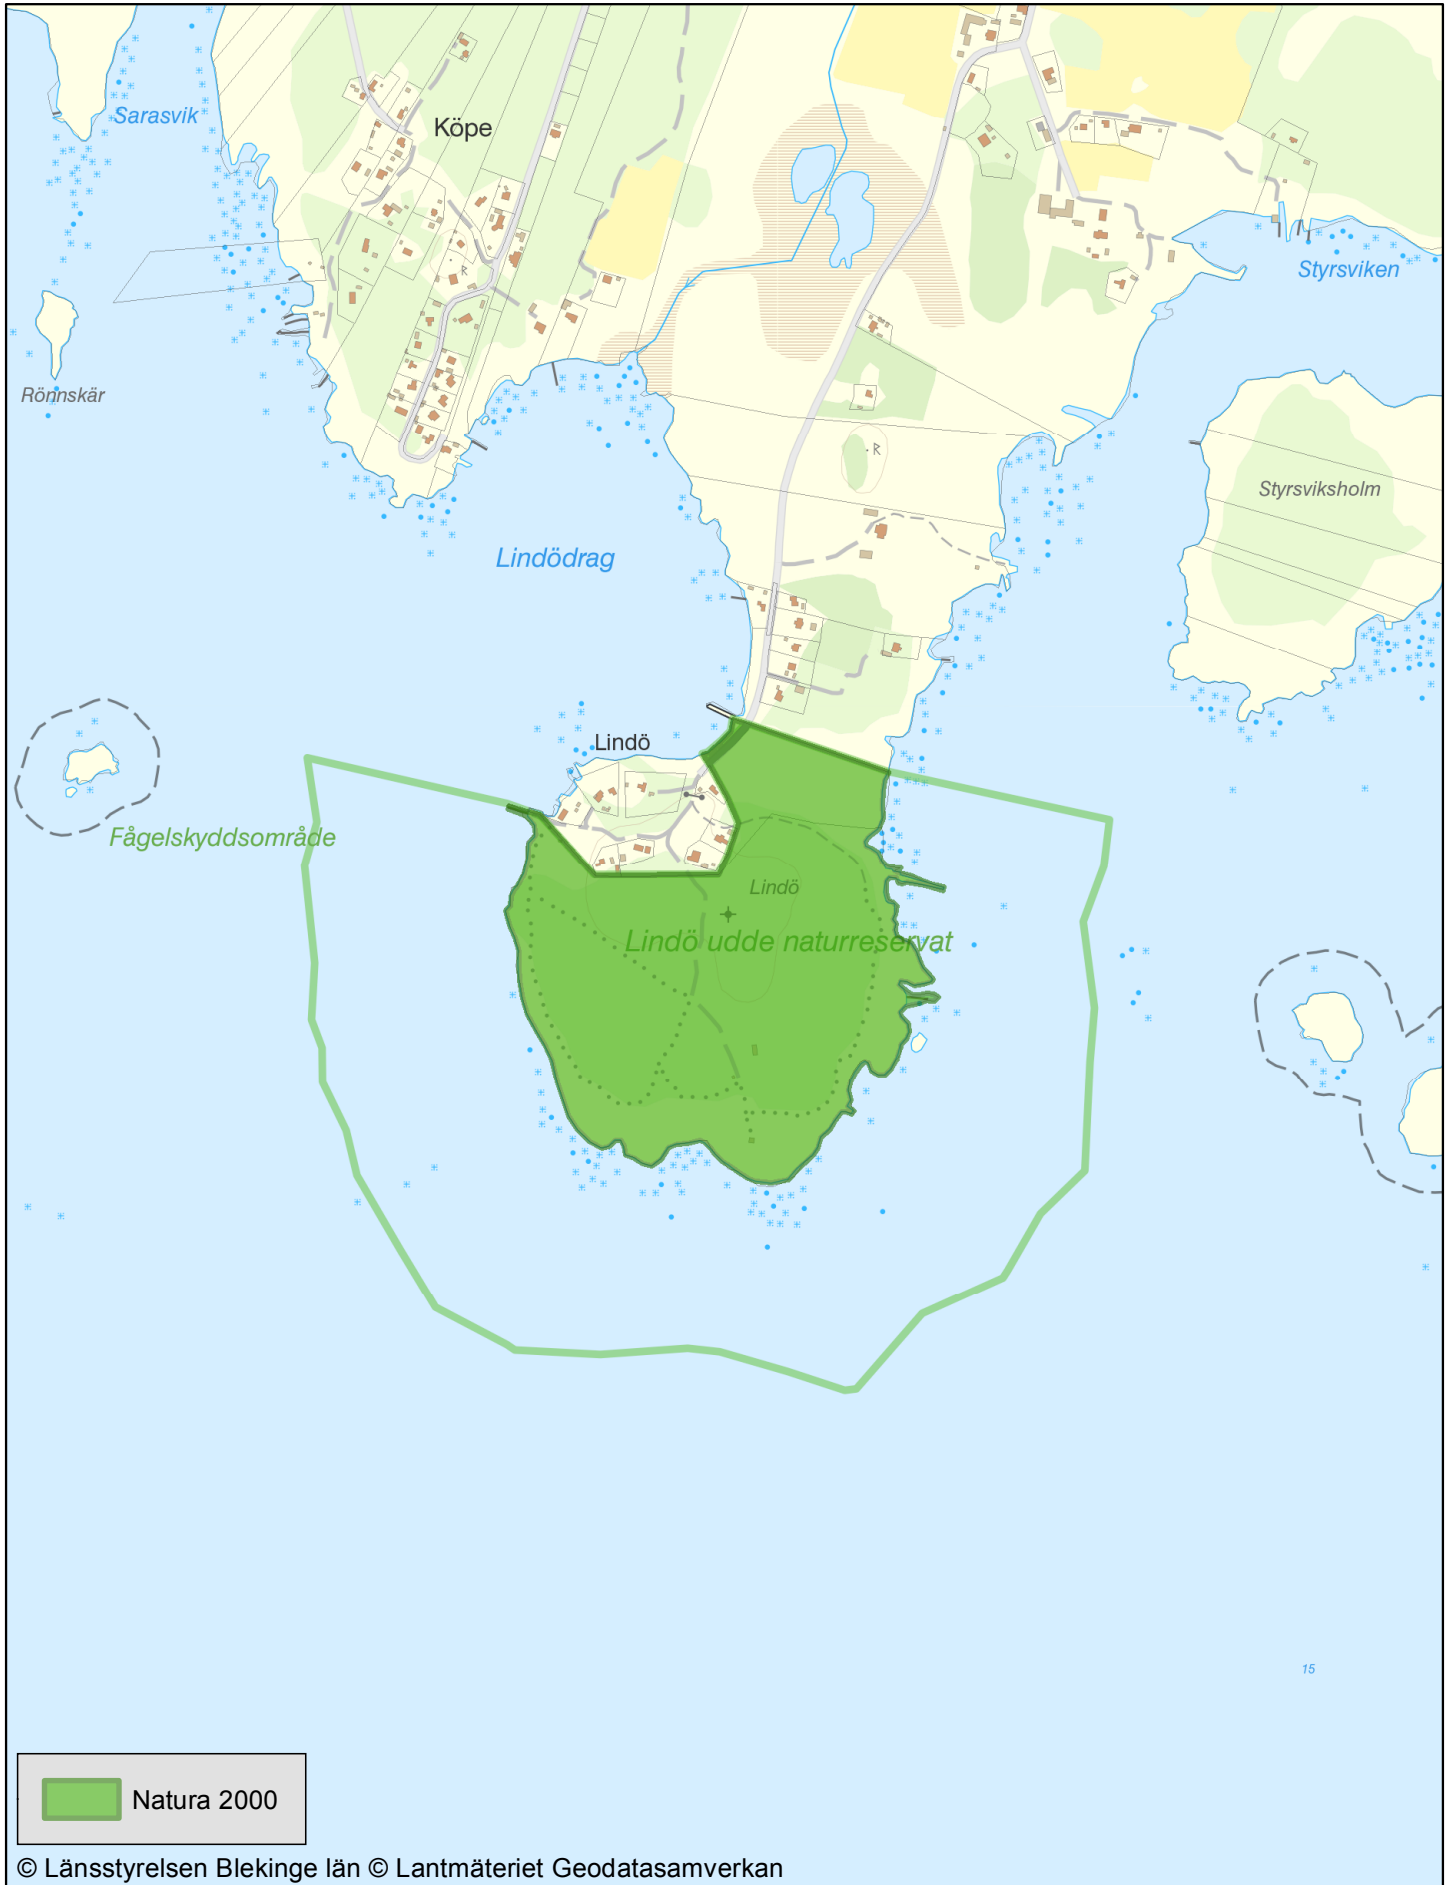 Sarasvik
Köpe
Styrsviken
R
Rönnskär
R
Styrsviksholm
Lindödrag
Lindö
Fågelskyddsområde
Lindö
Lindö udde naturreservat
15
Natura 2000
© Länsstyrelsen Blekinge län © Lantmäteriet Geodatasamverkan